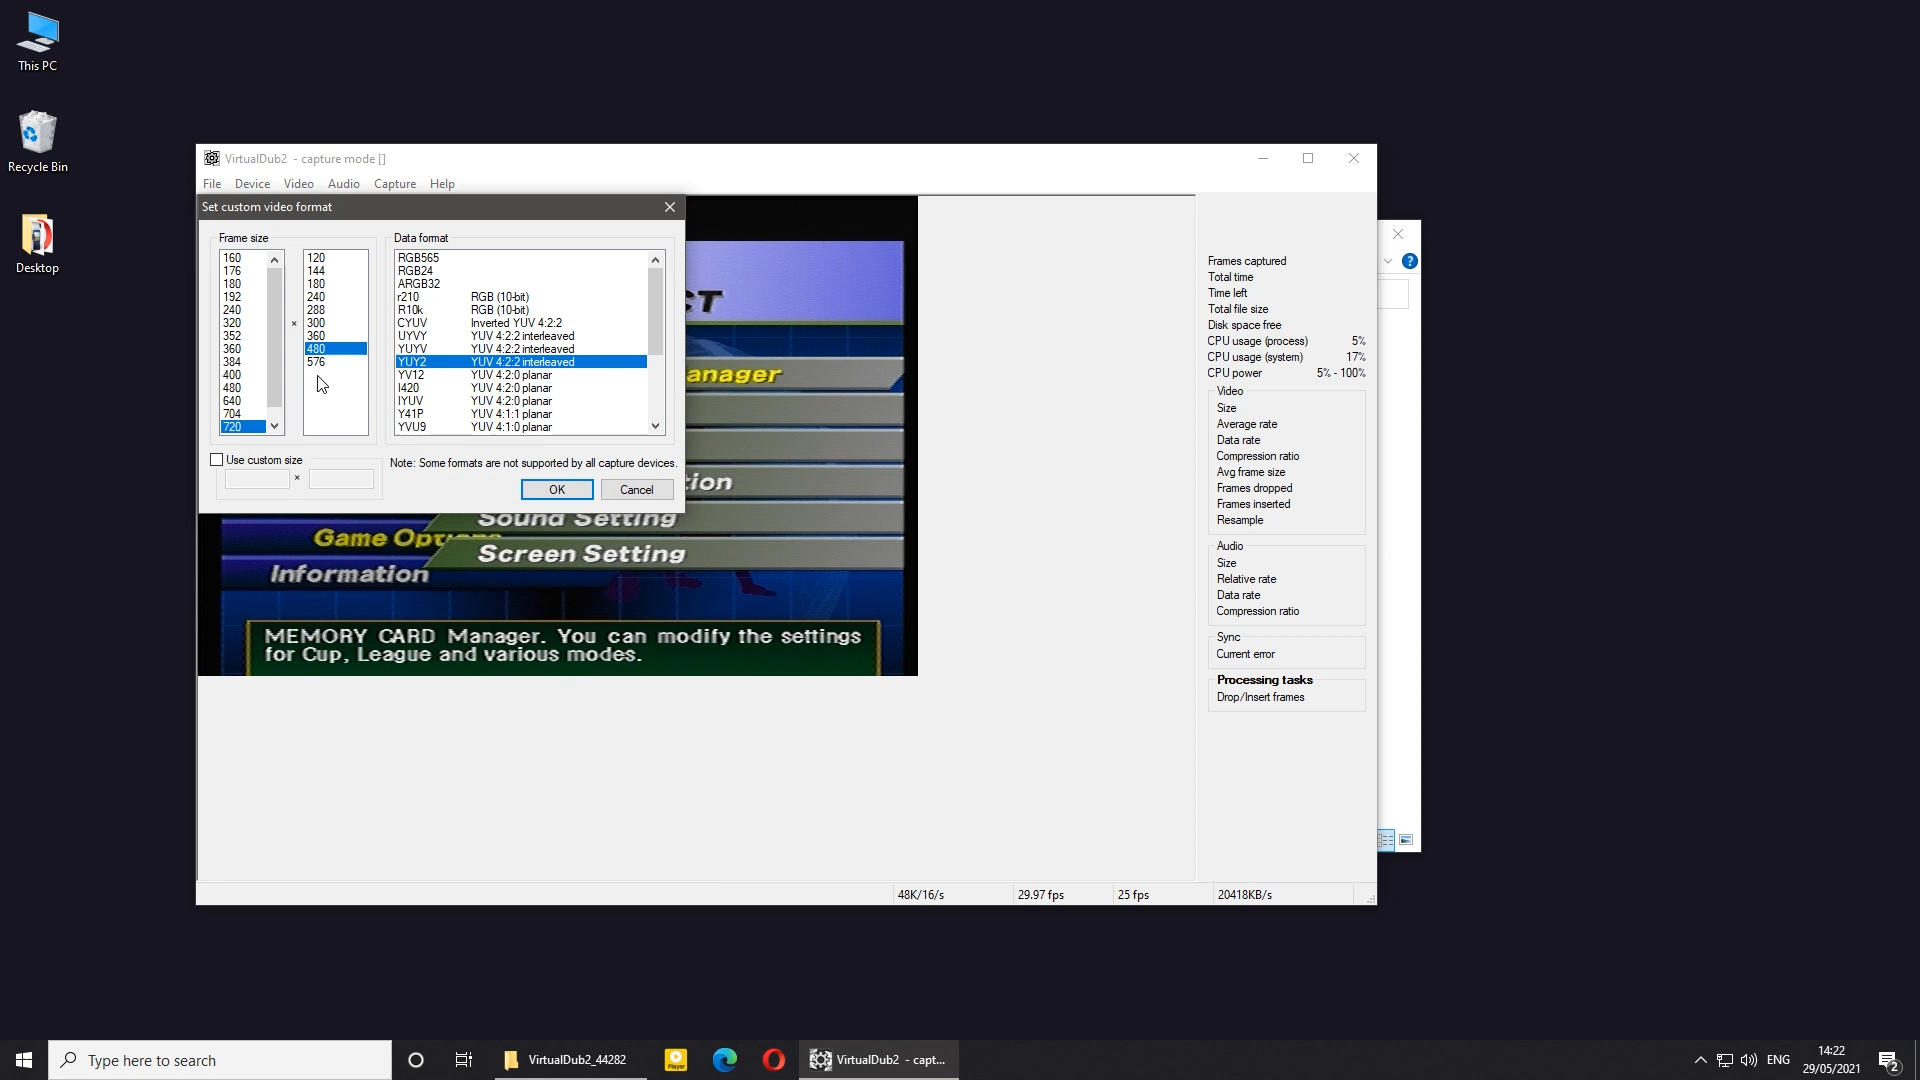 This PC
Recycle Bin
Desktop
VirtualDub2 - capture mode []
File Device Video Audio Capture Help
Set custom video format
Frame size
160
176
180
192
240
320
352
360
384
400
480
640
704
720
×
120
144
180
240
288
300
360
480
576
Data format
RGB565
RGB24
ARGB32
r210 RGB (10-bit)
R10k RGB (10-bit)
CYUV Inverted YUV 4:2:2
UYVY YUV 4:2:2 interleaved
YUYV YUV 4:2:2 interleaved
YUY2 YUV 4:2:2 interleaved
YV12 YUV 4:2:0 planar
I420 YUV 4:2:0 planar
IYUV YUV 4:2:0 planar
Y41P YUV 4:1:1 planar
YVU9 YUV 4:1:0 planar
Use custom size
×
Note: Some formats are not supported by all capture devices.
OK Cancel
CT
anager
ion
Sound Setting
Game Options
Screen Setting
Information
MEMORY CARD Manager. You can modify the settings
for Cup, League and various modes.
Frames captured
Total time
Time left
Total file size
Disk space free
CPU usage (process) 5%
CPU usage (system) 17%
CPU power 5% - 100%
Video
Size
Average rate
Data rate
Compression ratio
Avg frame size
Frames dropped
Frames inserted
Resample
Audio
Size
Relative rate
Data rate
Compression ratio
Sync
Current error
Processing tasks
Drop/Insert frames
48K/16/s 29.97 fps 25 fps 20418KB/s
Type here to search
VirtualDub2_44282
Player
VirtualDub2 - capt...
ENG
14:22
29/05/2021
2